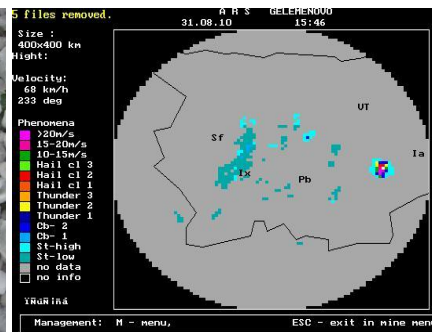 5 files removed.
A R S    GELEMENOVO
31.08.10    15:46
Size :
400x400 km
Hight:
Velocity:
68 km/h
233 deg
Phenomena
>20m/s
15-20m/s
10-15m/s
Hail cl 3
Hail cl 2
Hail cl 1
Thunder 3
Thunder 2
Thunder 1
Cb- 2
Cb- 1
St-high
St-low
no data
no info
VT
Sf
Ia
Ix
Pb
Management: M - menu,    ESC - exit in mine menu